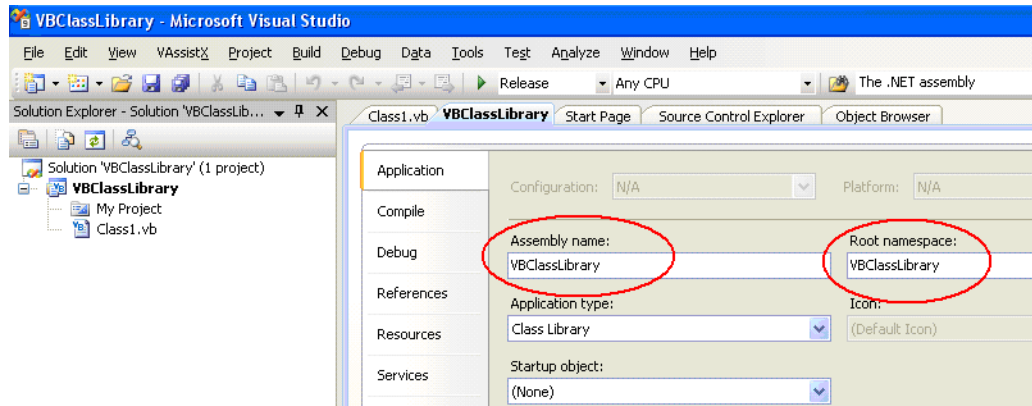 VBClassLibrary - Microsoft Visual Studio
File Edit View VAssistX Project Build Debug Data Tools Test Analyze Window Help
Release Any CPU The .NET assembly
Solution Explorer - Solution 'VBClassLib...
Class1.vb VBClassLibrary Start Page Source Control Explorer Object Browser
Solution 'VBClassLibrary' (1 project)
VBClassLibrary
My Project
Class1.vb
Application
Compile
Debug
References
Resources
Services
Configuration: N/A Platform: N/A
Assembly name: Root namespace:
VBClassLibrary VBClassLibrary
Application type: Icon:
Class Library (Default Icon)
Startup object:
(None)